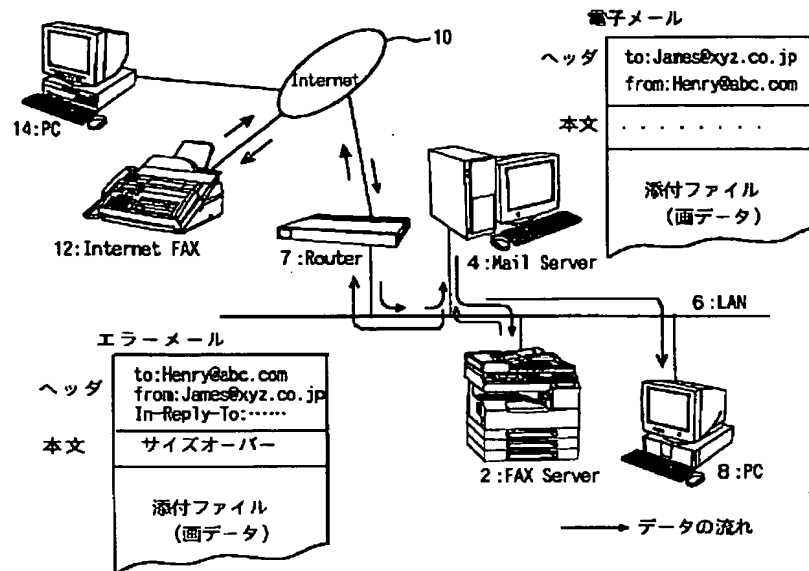 電子メール
ヘッダ
to:James@xyz.co.jp
from:Henry@abc.com
本文
........
添付ファイル
(画データ)
10
Internet
14:PC
12:Internet FAX
7:Router
4:Mail Server
6:LAN
エラーメール
ヘッダ
to:Henry@abc.com
from:James@xyz.co.jp
In-Reply-To:……
本文
サイズオーバー
添付ファイル
(画データ)
2:FAX Server
8:PC
データの流れ